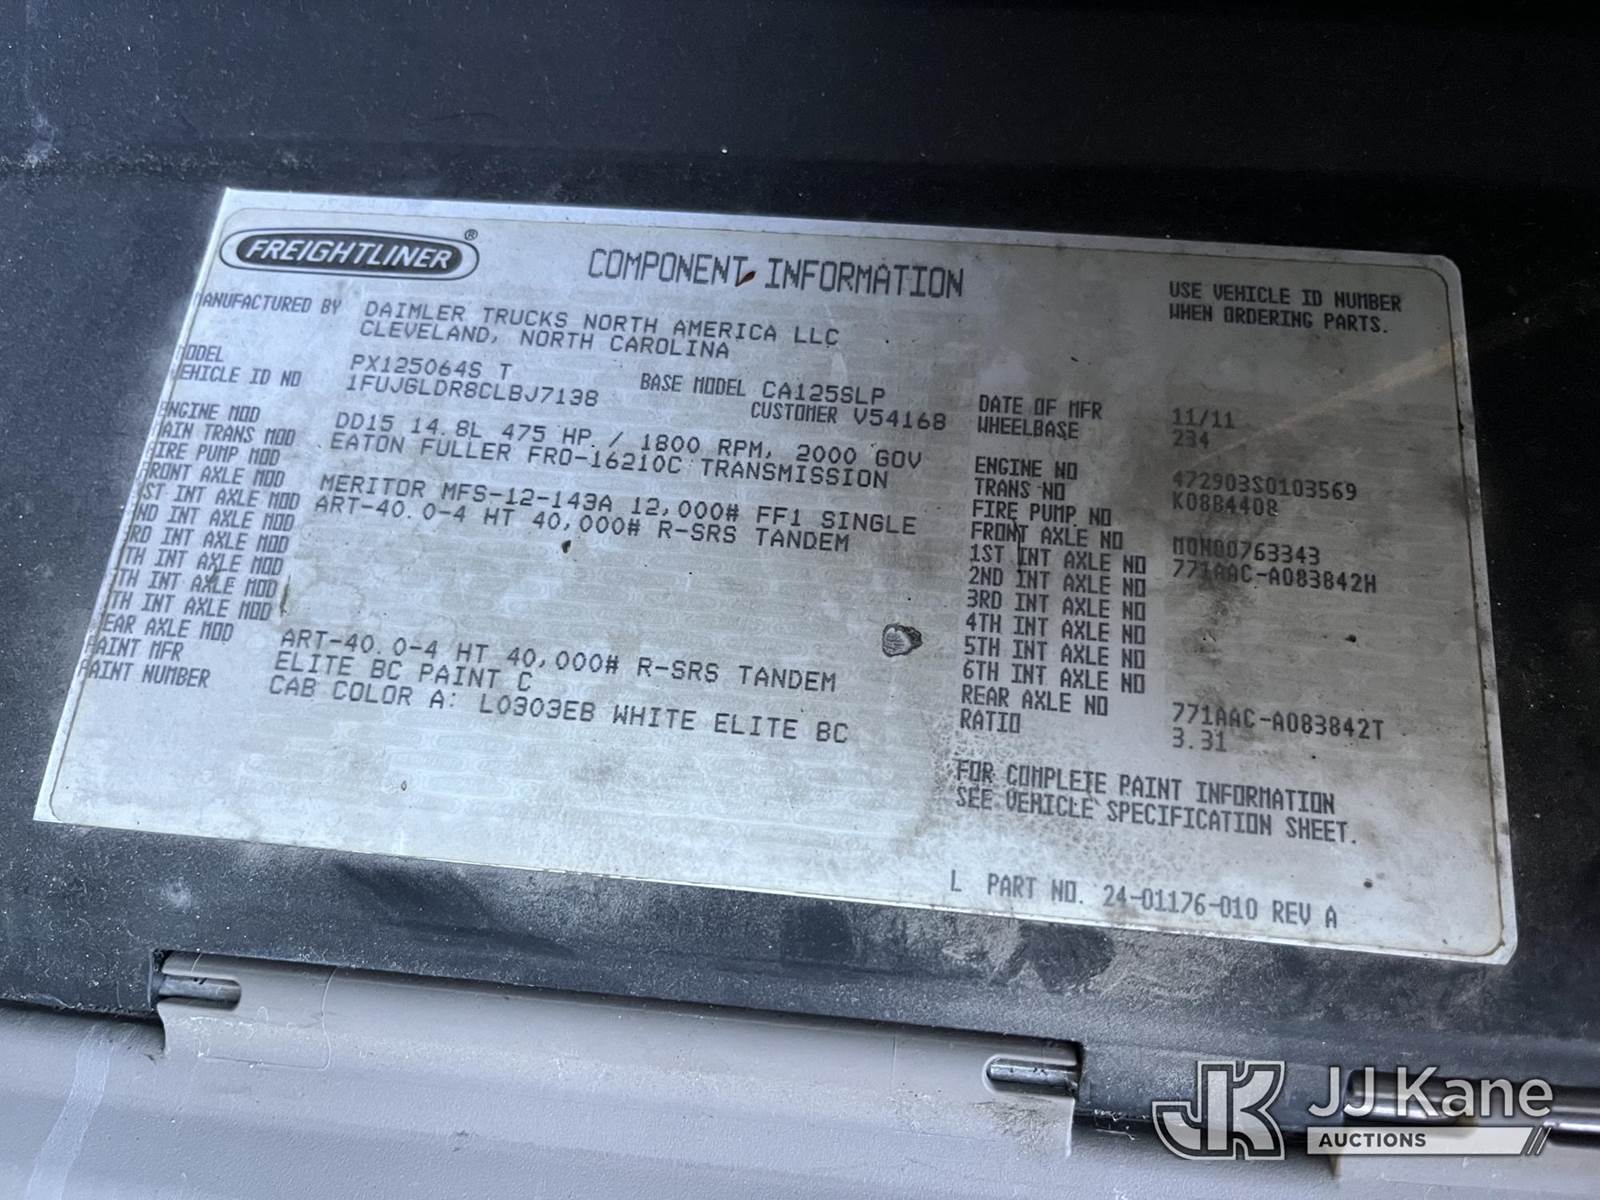 FREIGHTLINER®
COMPONENT INFORMATION
USE VEHICLE ID NUMBER
WHEN ORDERING PARTS.
MANUFACTURED BY DAIMLER TRUCKS NORTH AMERICA LLC
CLEVELAND, NORTH CAROLINA
MODEL PX125064S T BASE MODEL CA125SLP
VEHICLE ID NO 1FUJGLDR8CLBJ7138 CUSTOMER V54168
DATE OF MFR 11/11
WHEELBASE 234
ENGINE MOD DD15 14.8L 475 HP / 1800 RPM, 2000 GOV
MAIN TRANS MOD EATON FULLER FRO-16210C TRANSMISSION
FIRE PUMP MOD
FRONT AXLE MOD MERITOR MFS-12-143A 12,000# FF1 SINGLE
1ST INT AXLE MOD ART-40.0-4 HT 40,000# R-SRS TANDEM
2ND INT AXLE MOD
3RD INT AXLE MOD
4TH INT AXLE MOD
5TH INT AXLE MOD
6TH INT AXLE MOD
REAR AXLE MOD ART-40.0-4 HT 40,000# R-SRS TANDEM
PAINT MFR ELITE BC PAINT C
PAINT NUMBER CAB COLOR A: L0303EB WHITE ELITE BC
ENGINE NO 472903S0103569
TRANS NO K08B4408
FIRE PUMP NO
FRONT AXLE NO MON00763343
1ST INT AXLE NO 771AAC-A083842H
2ND INT AXLE NO
3RD INT AXLE NO
4TH INT AXLE NO
5TH INT AXLE NO
6TH INT AXLE NO
REAR AXLE NO 771AAC-A083842T
RATIO 3.31
FOR COMPLETE PAINT INFORMATION
SEE VEHICLE SPECIFICATION SHEET.
L PART NO. 24-01176-010 REV A
JK JJ Kane
AUCTIONS